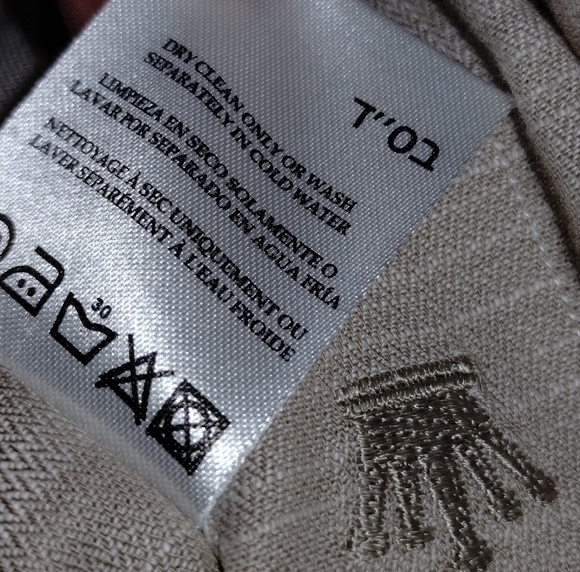 בס״ד
DRY CLEAN ONLY OR WASH
SEPARATELY IN COLD WATER
LIMPIEZA EN SECO SOLAMENTE O
LAVAR POR SEPARADO EN AGUA FRÍA
NETTOYAGE À SEC UNIQUEMENT OU
LAVER SÉPARÉMENT À L'EAU FROIDE
30